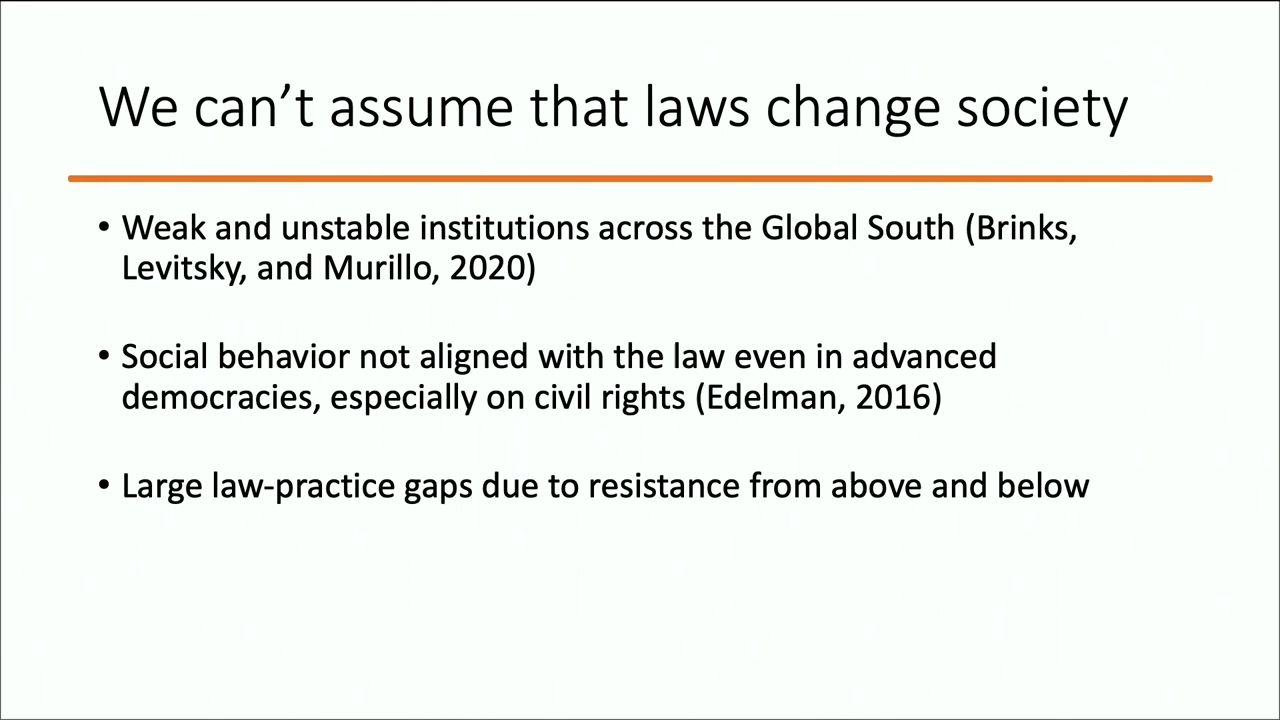 We can’t assume that laws change society
• Weak and unstable institutions across the Global South (Brinks,
Levitsky, and Murillo, 2020)
• Social behavior not aligned with the law even in advanced
democracies, especially on civil rights (Edelman, 2016)
• Large law-practice gaps due to resistance from above and below